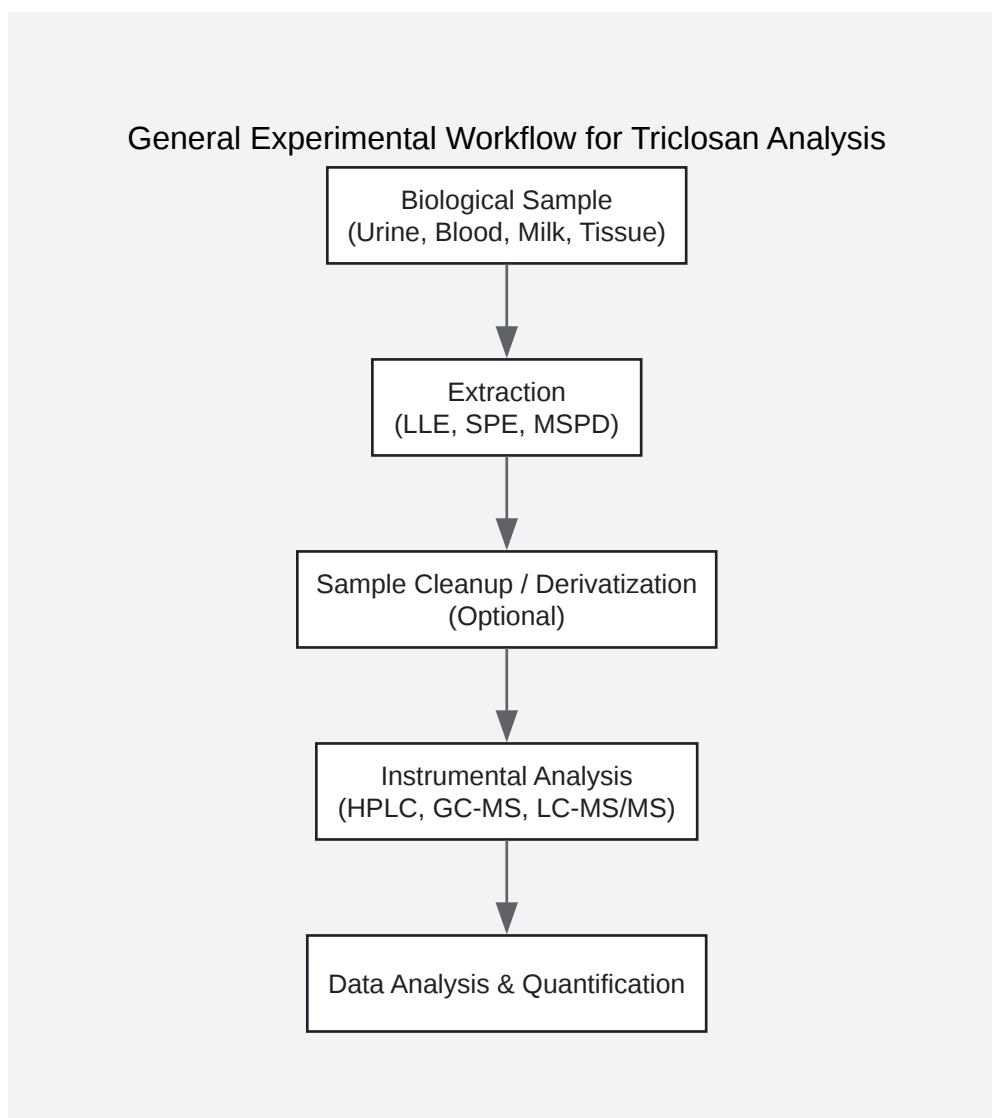 General Experimental Workflow for Triclosan Analysis
Biological Sample
(Urine, Blood, Milk, Tissue)
Extraction
(LLE, SPE, MSPD)
Sample Cleanup / Derivatization
(Optional)
Instrumental Analysis
(HPLC, GC-MS, LC-MS/MS)
Data Analysis & Quantification